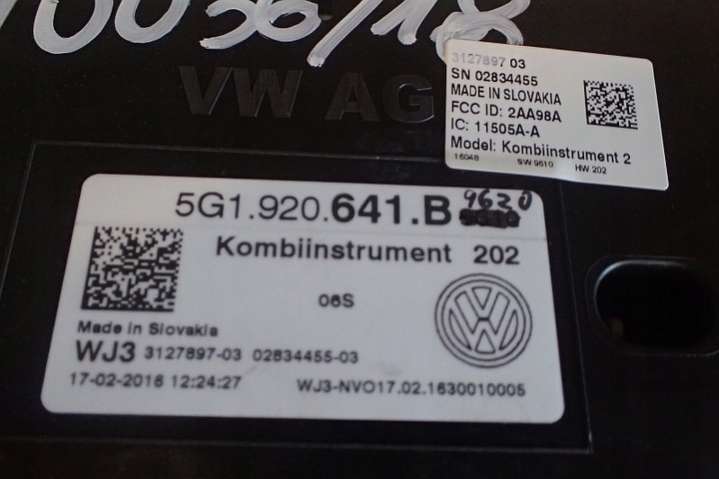 0036/18
VW AG
3127897 03
SN 02834455
MADE IN SLOVAKIA
FCC ID: 2AA98A
IC: 11505A-A
Model: Kombiinstrument 2
16048 SW 9610 HW 202
5G1.920.641.B 9620
Kombiinstrument 202
06S
Made in Slovakia
WJ3 3127897-03 02834455-03
17-02-2016 12:24:27 WJ3-NVO17.02.1630010005